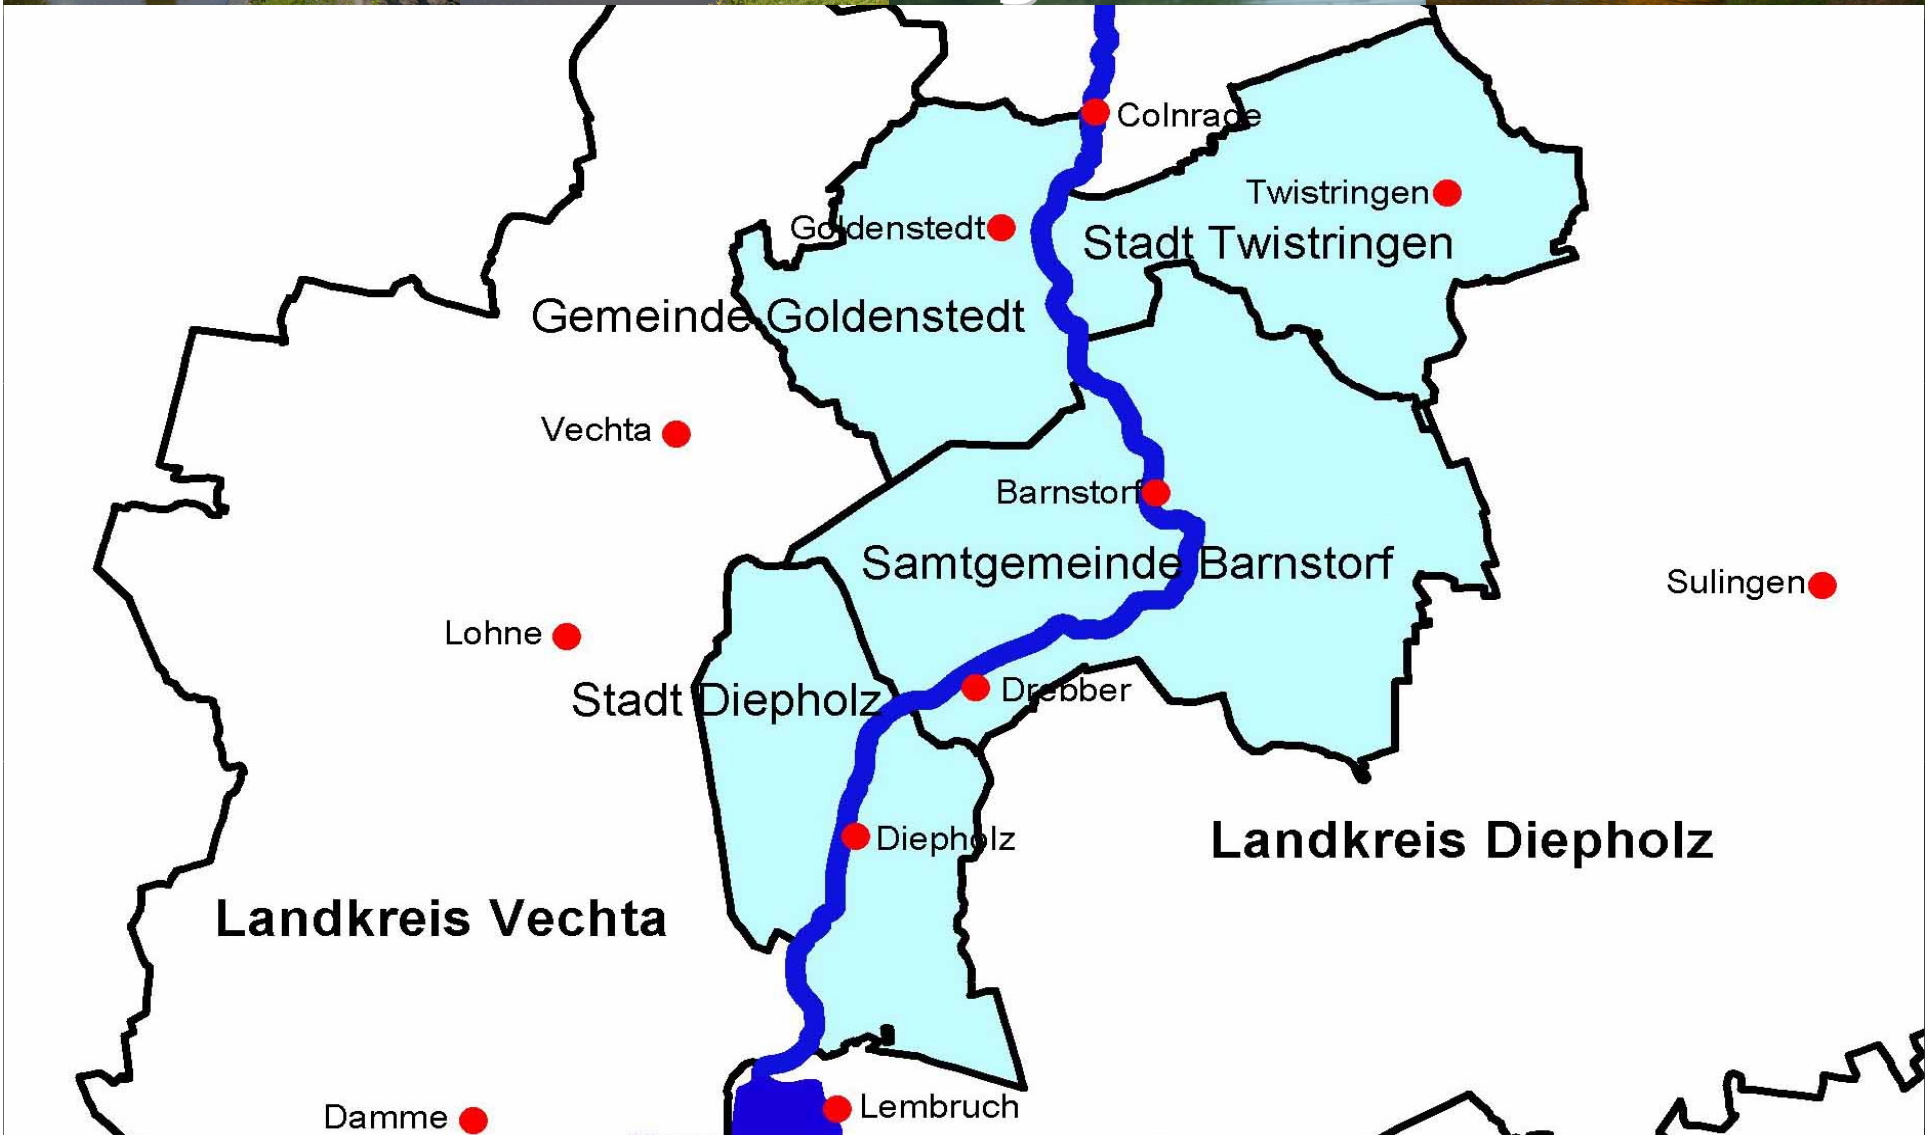 Colnrade
Twistringen
Goldenstedt
Stadt Twistringen
Gemeinde Goldenstedt
Vechta
Barnstorf
Samtgemeinde Barnstorf
Sulingen
Lohne
Drebber
Stadt Diepholz
Diepholz
Landkreis Diepholz
Landkreis Vechta
Lembruch
Damme